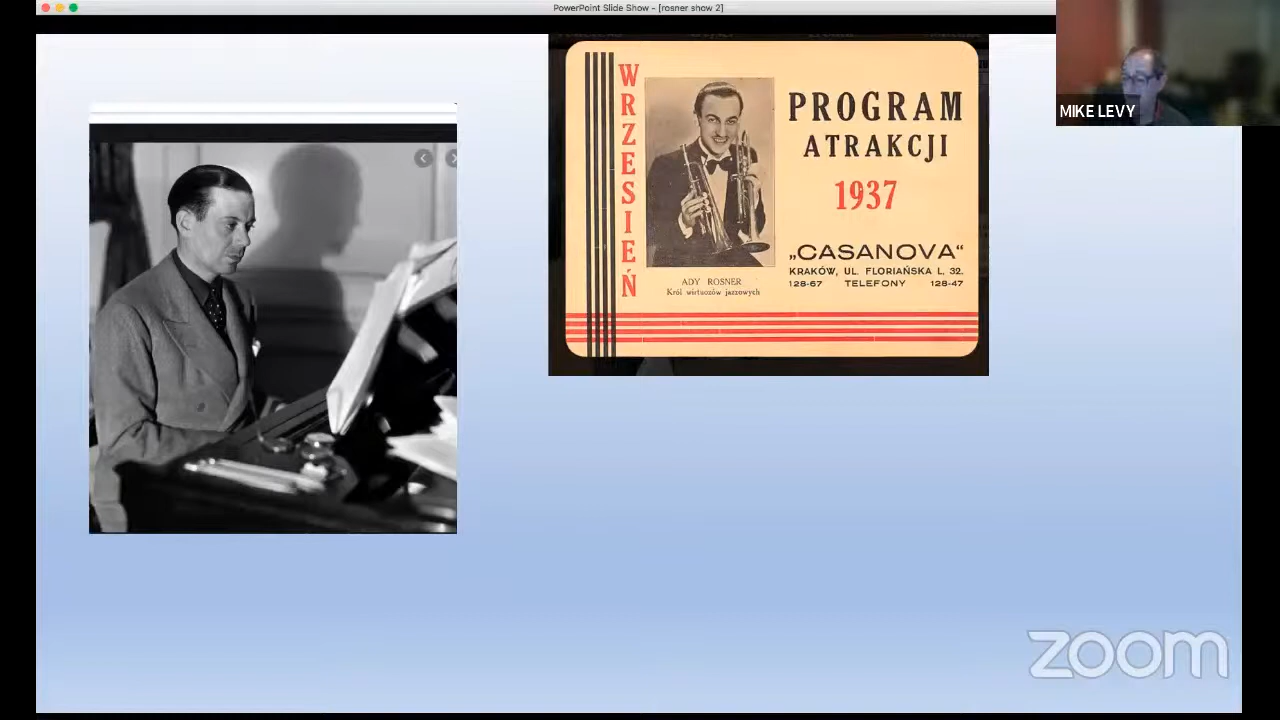 PowerPoint Slide Show - [rosner show 2]
MIKE LEVY
WRZESIEŃ
PROGRAM
ATRAKCJI
1937
„CASANOVA“
KRAKÓW, UL. FLORIAŃSKA L. 32.
128-67 TELEFONY 128-47
ADY ROSNER
Król wirtuozów jazzowych
zoom